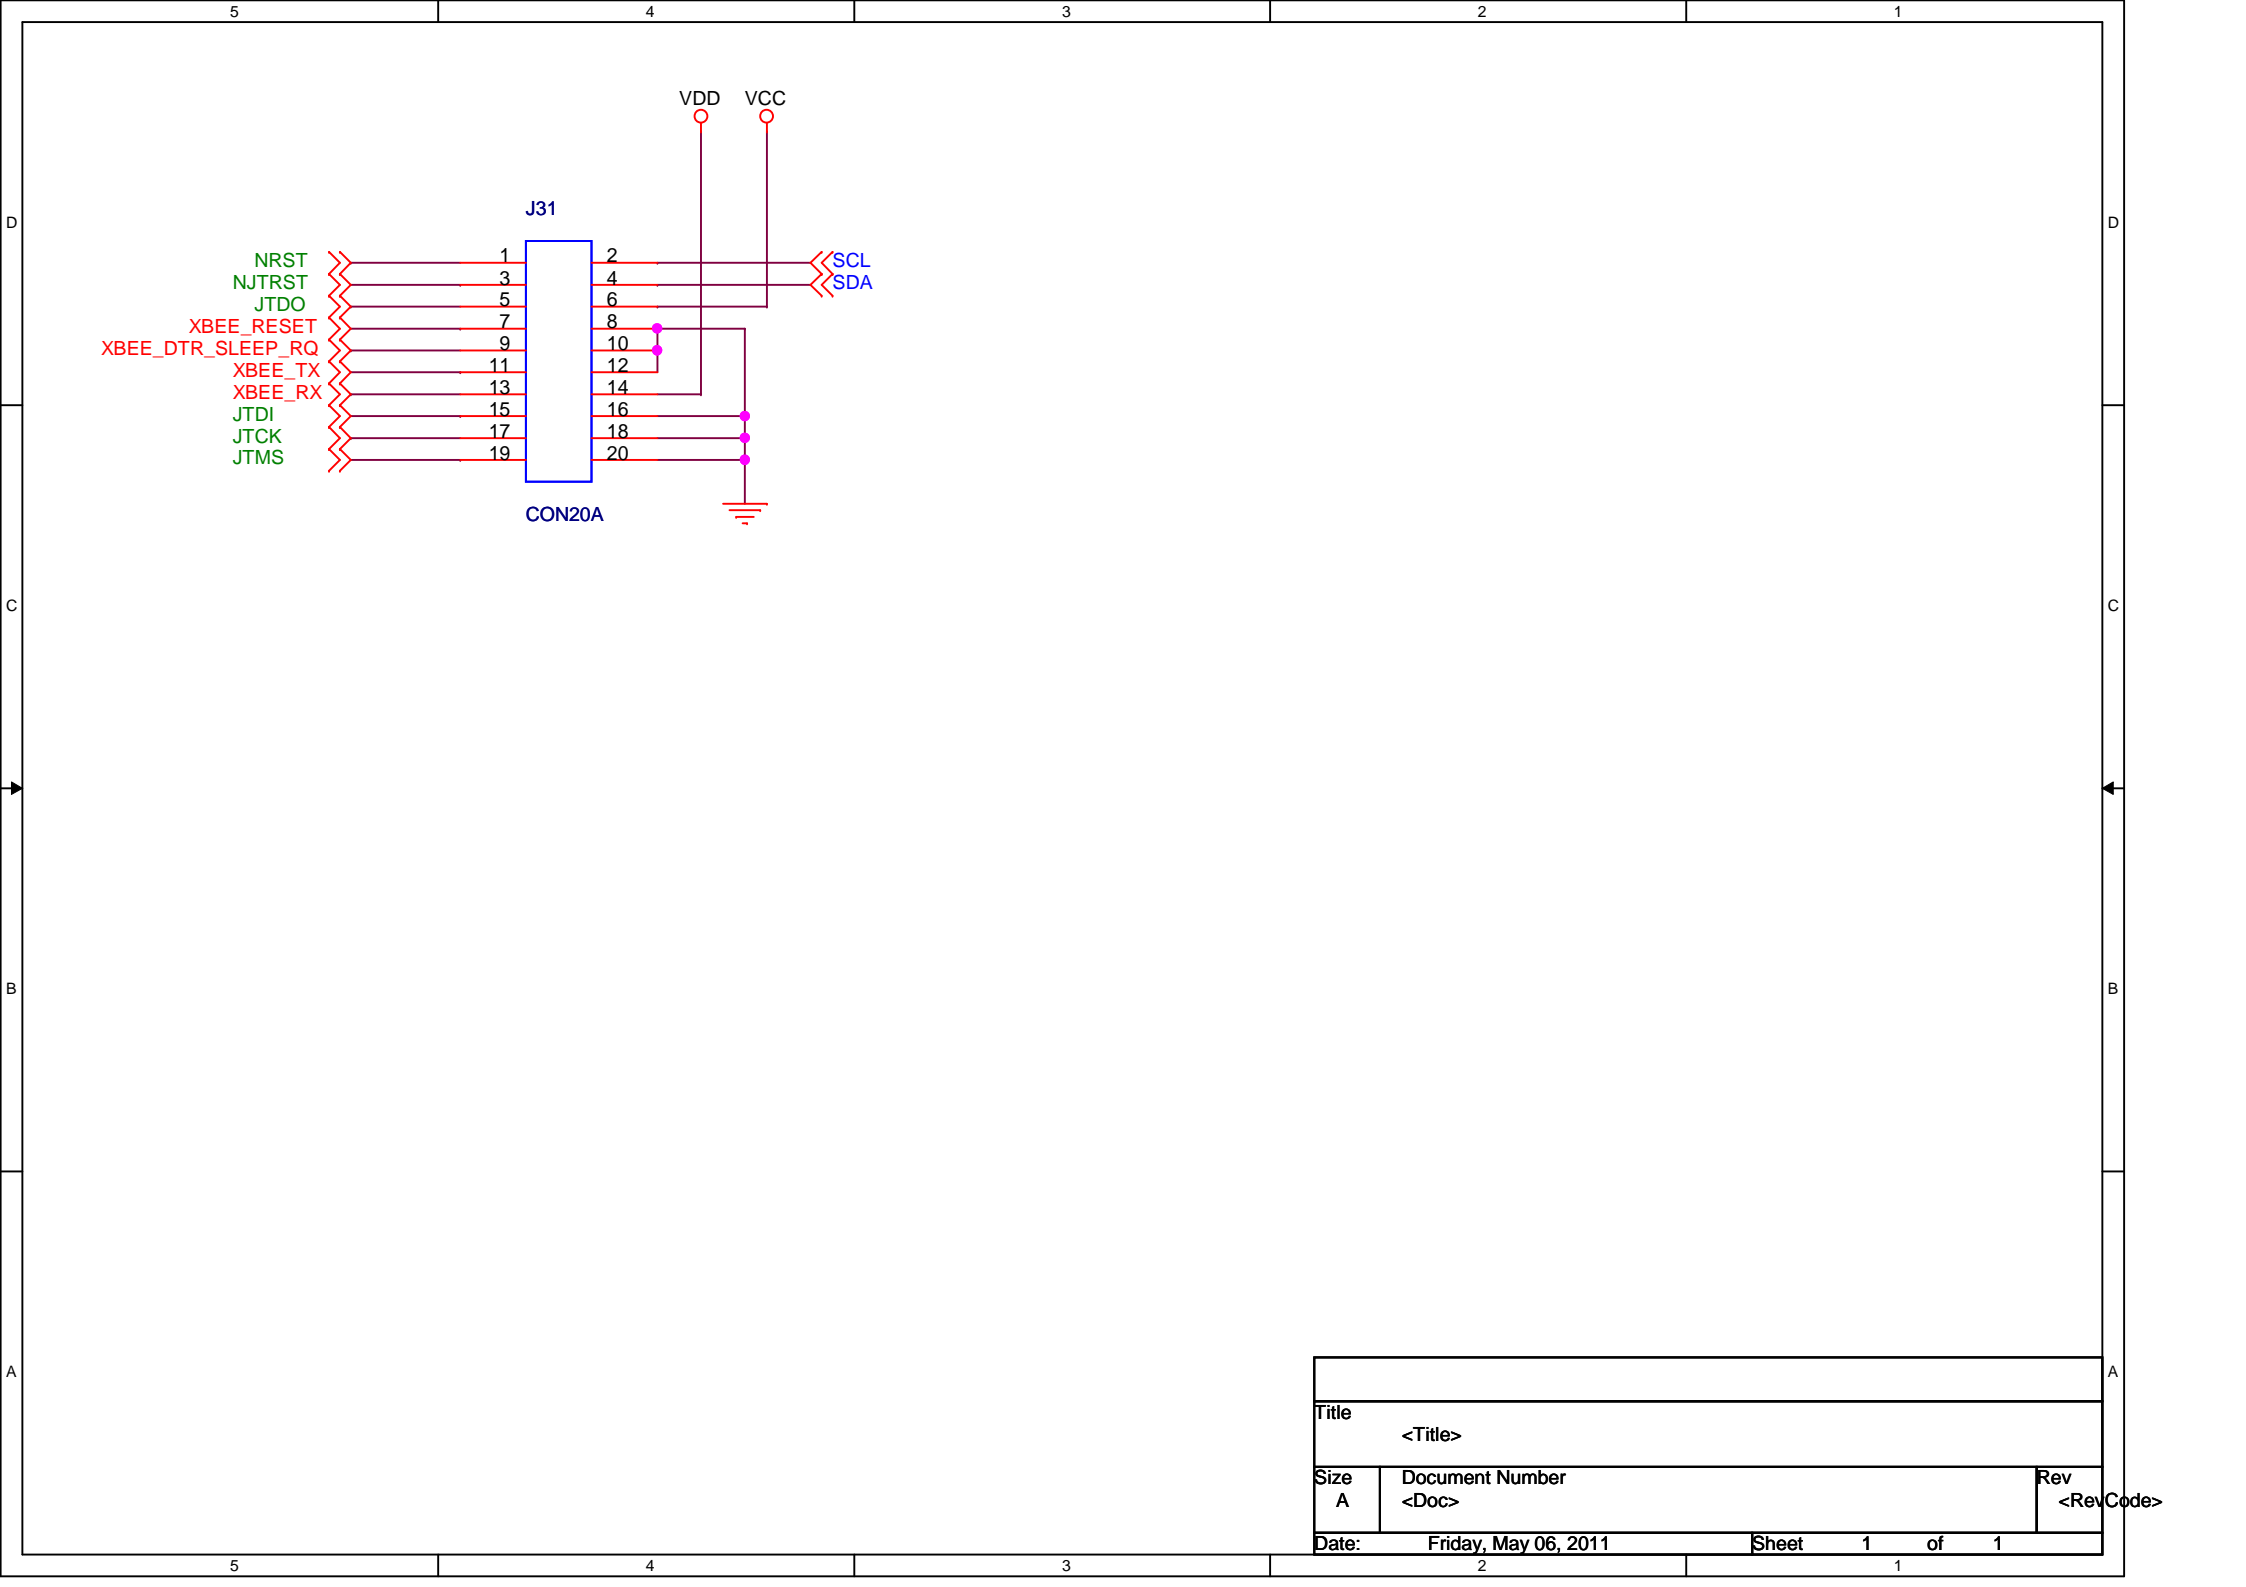 5 4 3 2 1
VDD VCC
J31
D D
NRST 1 2 SCL
NJTRST 3 4 SDA
JTDO 5 6
XBEE_RESET 7 8
XBEE_DTR_SLEEP_RQ 9 10
XBEE_TX 11 12
XBEE_RX 13 14
JTDI 15 16
JTCK 17 18
JTMS 19 20
CON20A
C C
B B
A A
Title
<Title>
Size Document Number Rev
A <Doc> <RevCode>
Date: Friday, May 06, 2011 Sheet 1 of 1
5 4 3 2 1